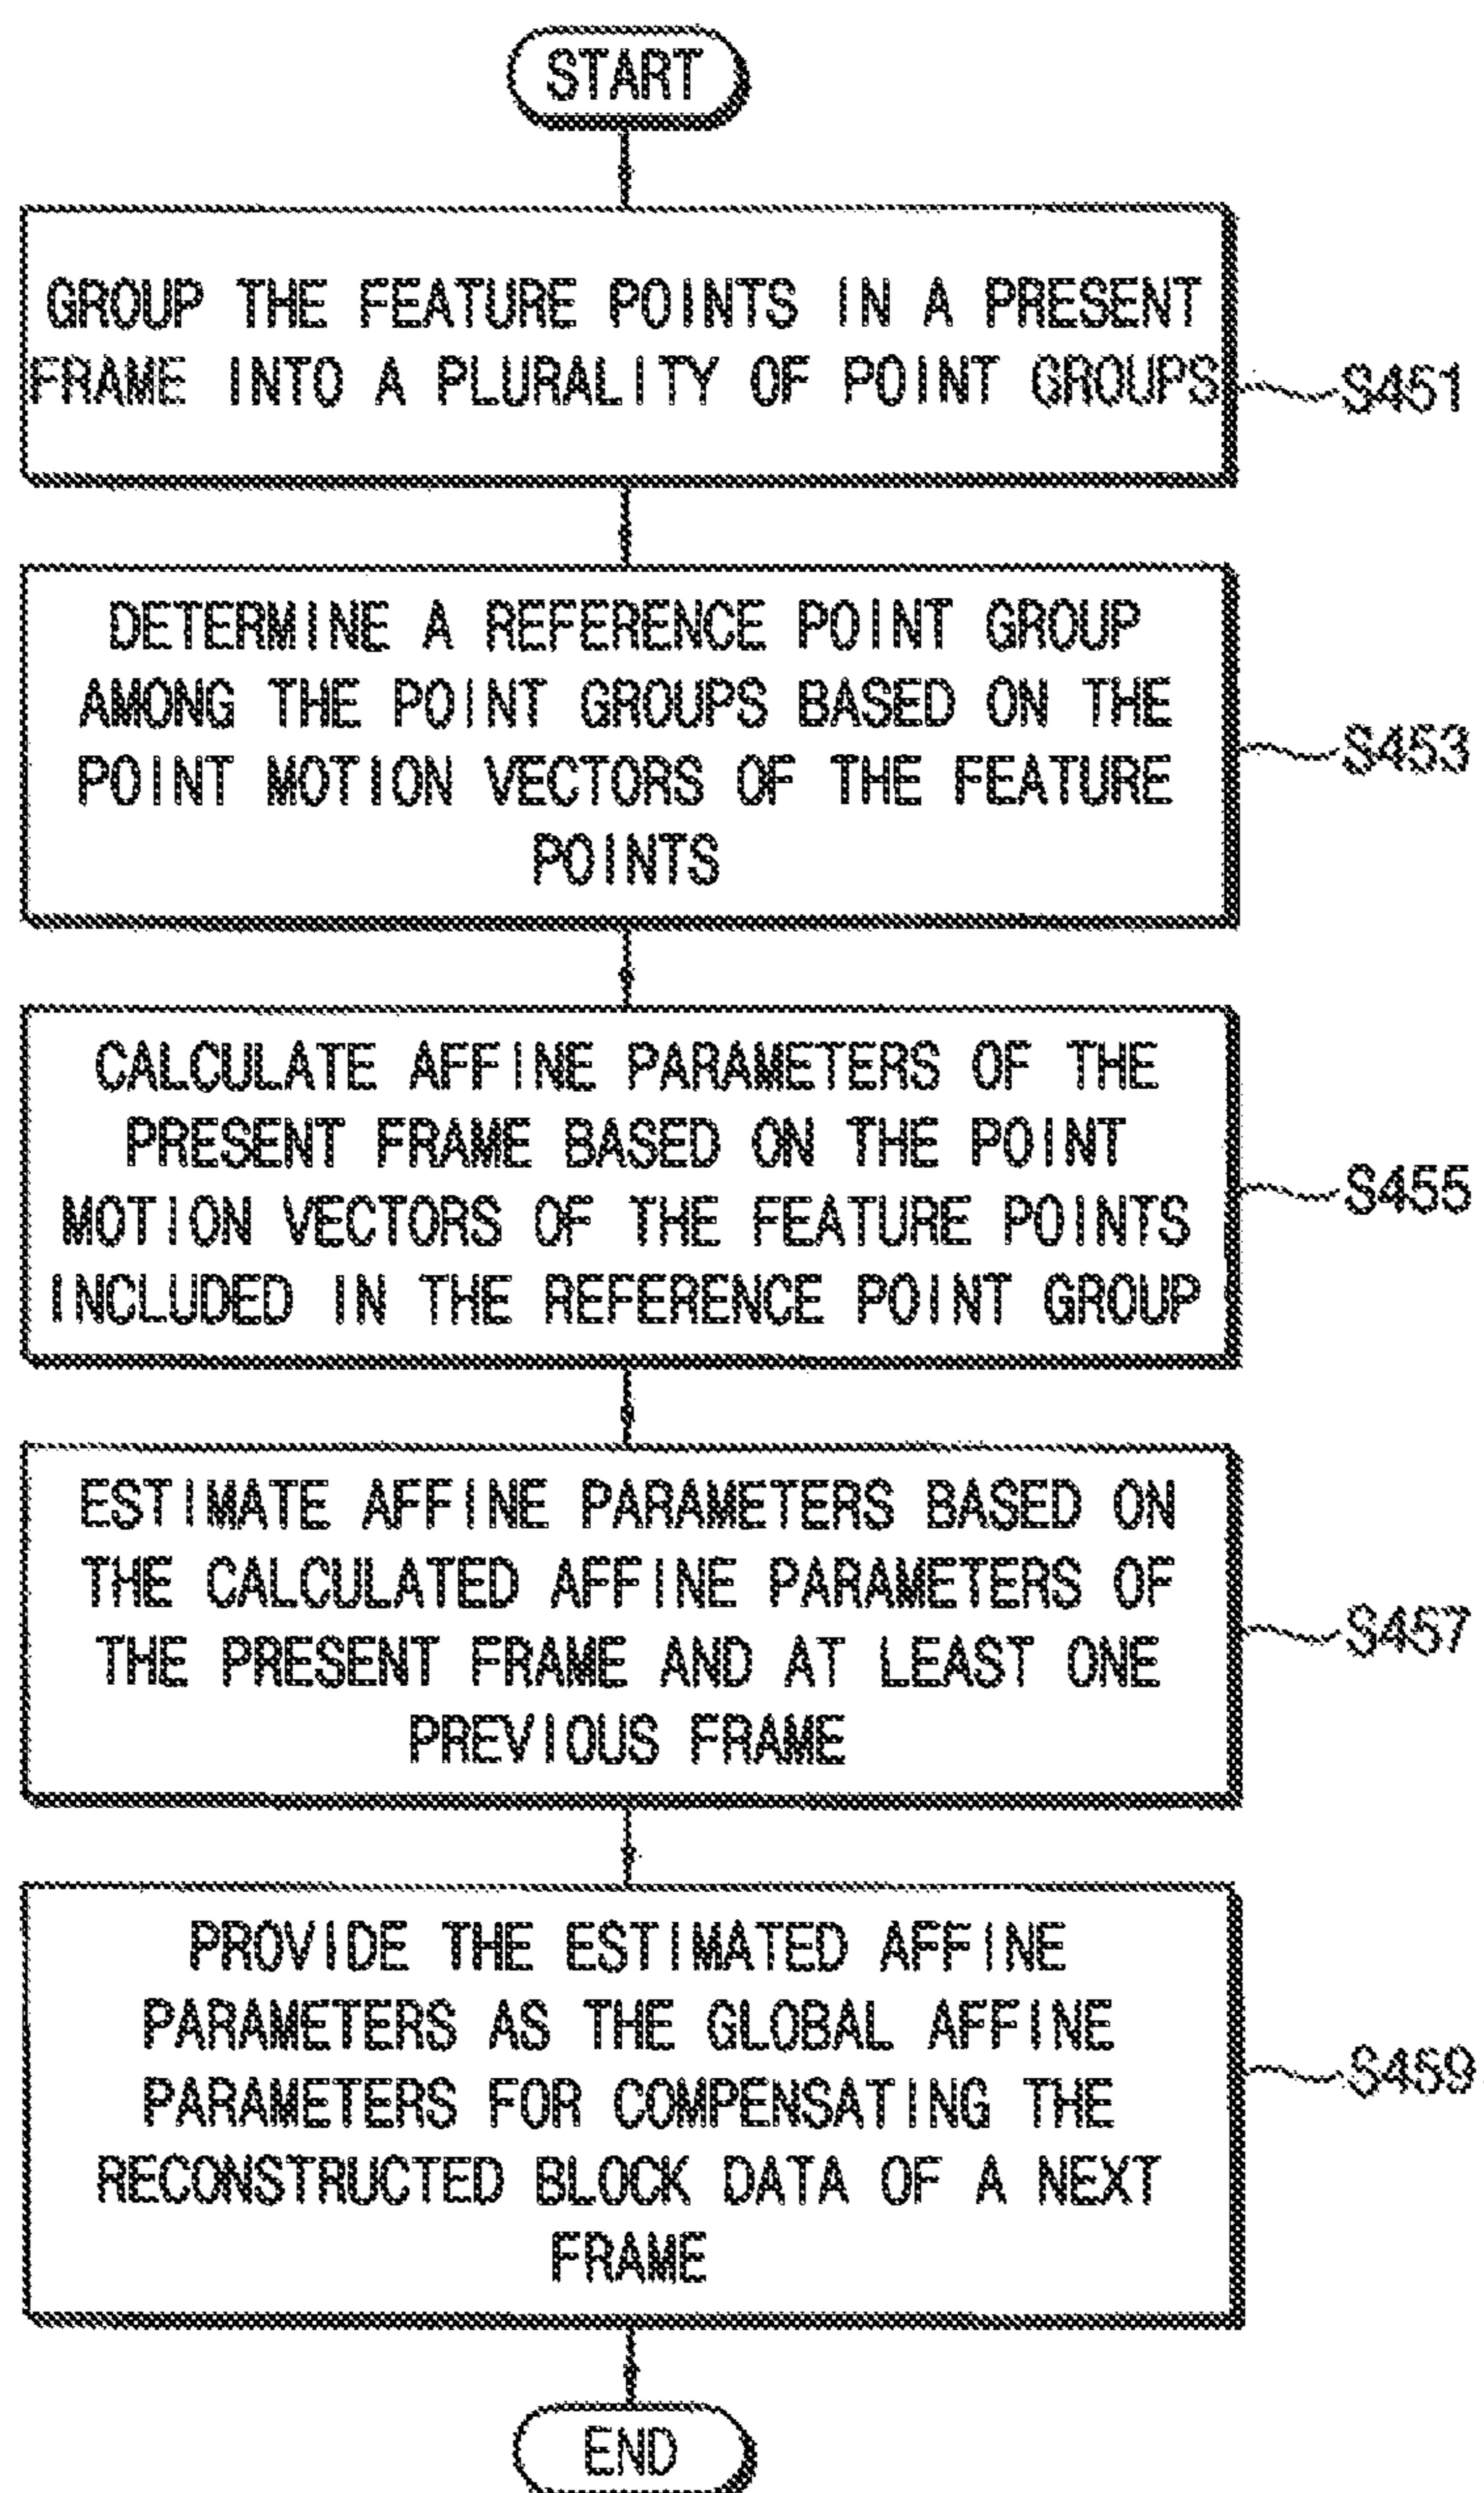 START
GROUP THE FEATURE POINTS IN A PRESENT
FRAME INTO A PLURALITY OF POINT GROUPS
S451
DETERMINE A REFERENCE POINT GROUP
AMONG THE POINT GROUPS BASED ON THE
POINT MOTION VECTORS OF THE FEATURE
POINTS
S453
CALCULATE AFFINE PARAMETERS OF THE
PRESENT FRAME BASED ON THE POINT
MOTION VECTORS OF THE FEATURE POINTS
INCLUDED IN THE REFERENCE POINT GROUP
S455
ESTIMATE AFFINE PARAMETERS BASED ON
THE CALCULATED AFFINE PARAMETERS OF
THE PRESENT FRAME AND AT LEAST ONE
PREVIOUS FRAME
S457
PROVIDE THE ESTIMATED AFFINE
PARAMETERS AS THE GLOBAL AFFINE
PARAMETERS FOR COMPENSATING THE
RECONSTRUCTED BLOCK DATA OF A NEXT
FRAME
S459
END